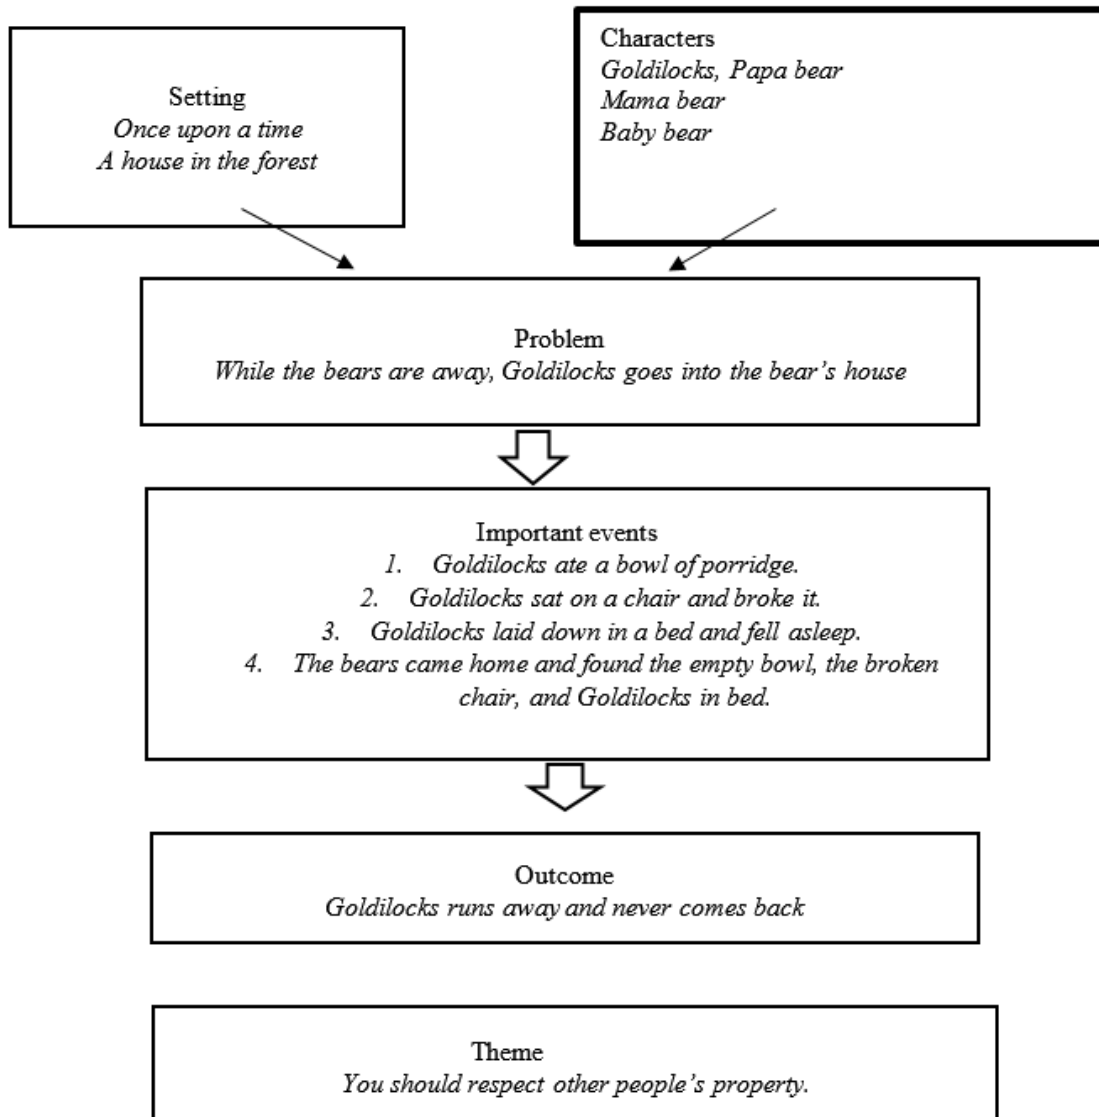 Setting
Once upon a time
A house in the forest
Characters
Goldilocks, Papa bear
Mama bear
Baby bear
Problem
While the bears are away, Goldilocks goes into the bear’s house
Important events
1. Goldilocks ate a bowl of porridge.
2. Goldilocks sat on a chair and broke it.
3. Goldilocks laid down in a bed and fell asleep.
4. The bears came home and found the empty bowl, the broken
chair, and Goldilocks in bed.
Outcome
Goldilocks runs away and never comes back
Theme
You should respect other people’s property.